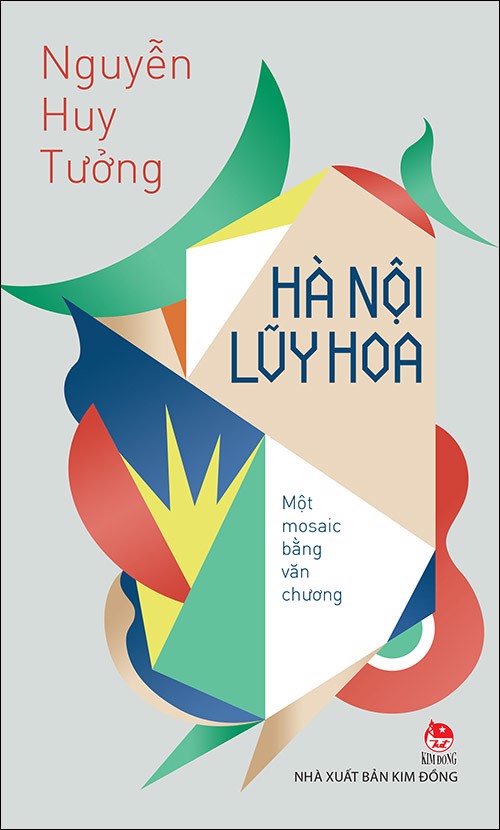 Nguyễn
Huy
Tưởng
HÀ NỘI
LŨY HOA
Một
mosaic
bằng
văn
chương
KIM ĐỒNG
NHÀ XUẤT BẢN KIM ĐỒNG